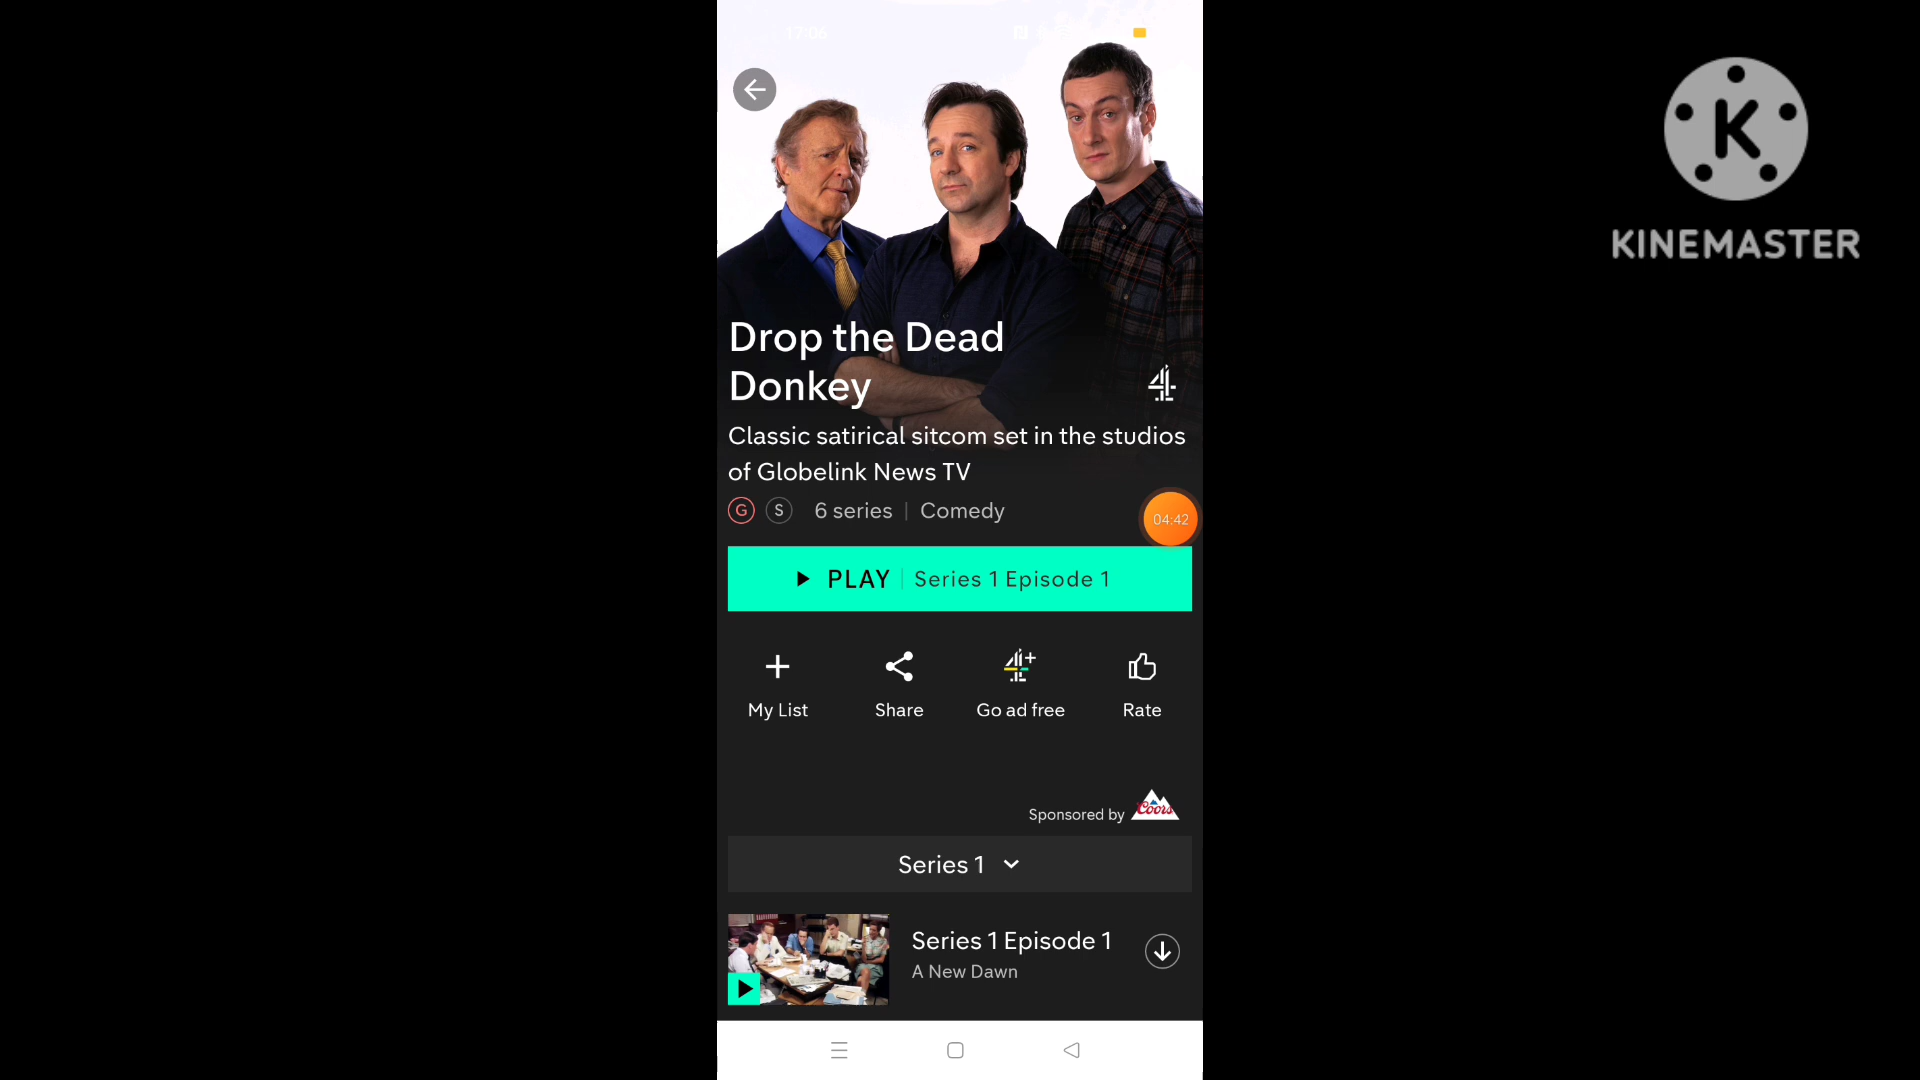 17:06
KINEMASTER
Drop the Dead
Donkey
Classic satirical sitcom set in the studios
of Globelink News TV
G S 6 series | Comedy
04:42
PLAY | Series 1 Episode 1
My List Share Go ad free Rate
Sponsored by Coors
Series 1
Series 1 Episode 1
A New Dawn